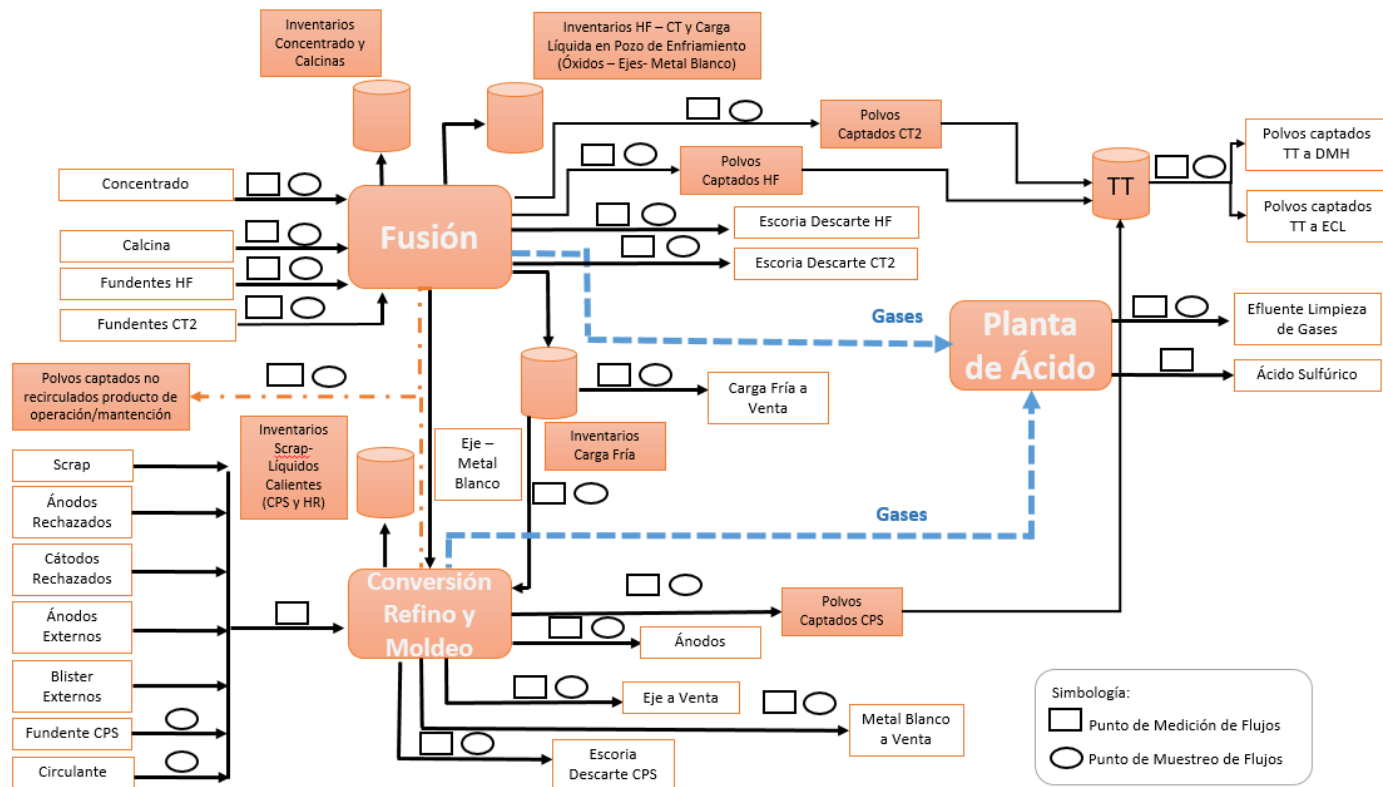 Inventarios
Concentrado y
Calcinas
Inventarios HF – CT y Carga
Líquida en Pozo de Enfriamiento
(Óxidos – Ejes- Metal Blanco)
Polvos
Captados CT2
Polvos
Captados HF
TT
Polvos captados
TT a DMH
Polvos captados
TT a ECL
Concentrado
Calcina
Fundentes HF
Fundentes CT2
Fusión
Escoria Descarte HF
Escoria Descarte CT2
Gases
Planta
de Ácido
Efluente Limpieza
de Gases
Ácido Sulfúrico
Polvos captados no
recirculados producto de
operación/mantención
Carga Fría a
Venta
Inventarios
Carga Fría
Eje –
Metal
Blanco
Inventarios
Scrap-
Líquidos
Calientes
(CPS y HR)
Scrap
Ánodos
Rechazados
Cátodos
Rechazados
Ánodos
Externos
Blister
Externos
Fundente CPS
Circulante
Gases
Conversión
Refino y
Moldeo
Polvos
Captados CPS
Ánodos
Eje a Venta
Metal Blanco
a Venta
Escoria
Descarte CPS
Simbología:
Punto de Medición de Flujos
Punto de Muestreo de Flujos